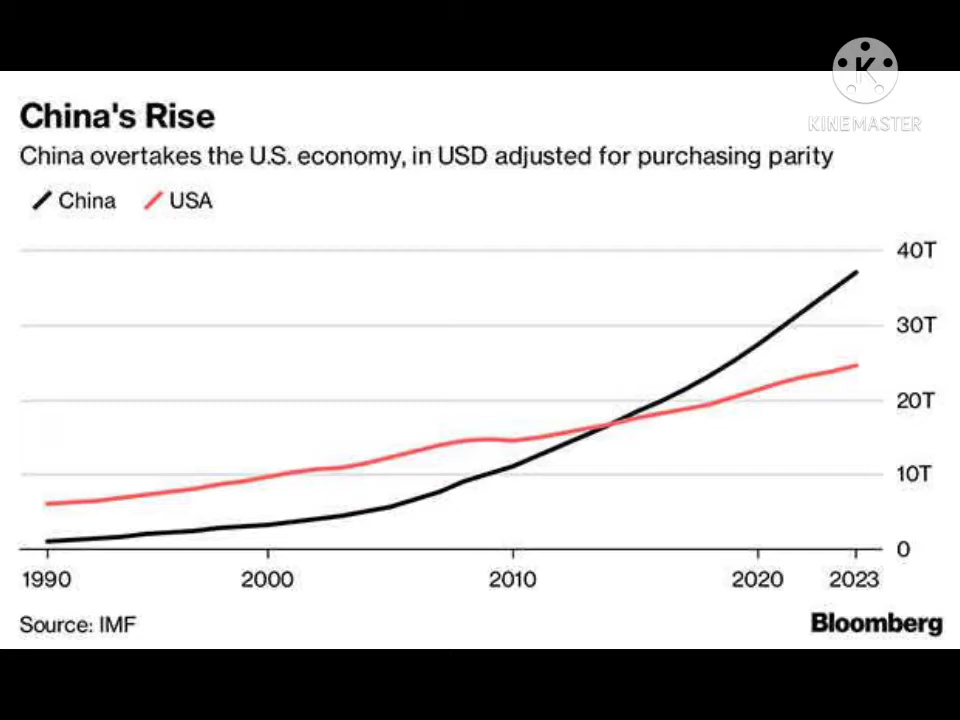 K
KINEMASTER
China's Rise
China overtakes the U.S. economy, in USD adjusted for purchasing parity
China USA
40T
30T
20T
10T
0
1990 2000 2010 2020 2023
Source: IMF Bloomberg